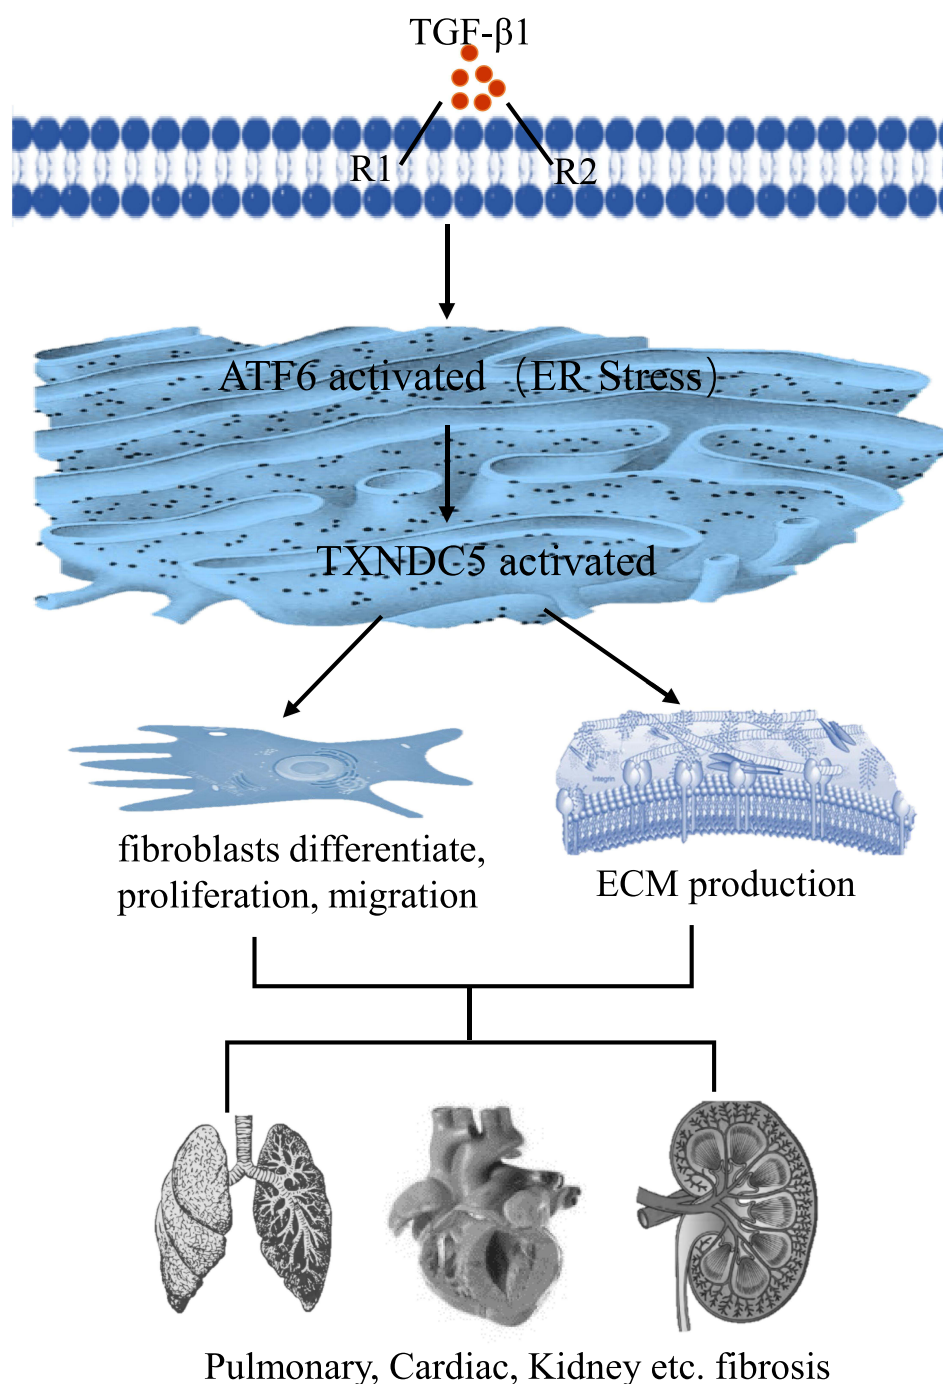 TGF-β1
R1
R2
ATF6 activated（ER Stress）
TXNDC5 activated
Integrin
fibroblasts differentiate,
proliferation, migration
ECM production
Pulmonary, Cardiac, Kidney etc. fibrosis